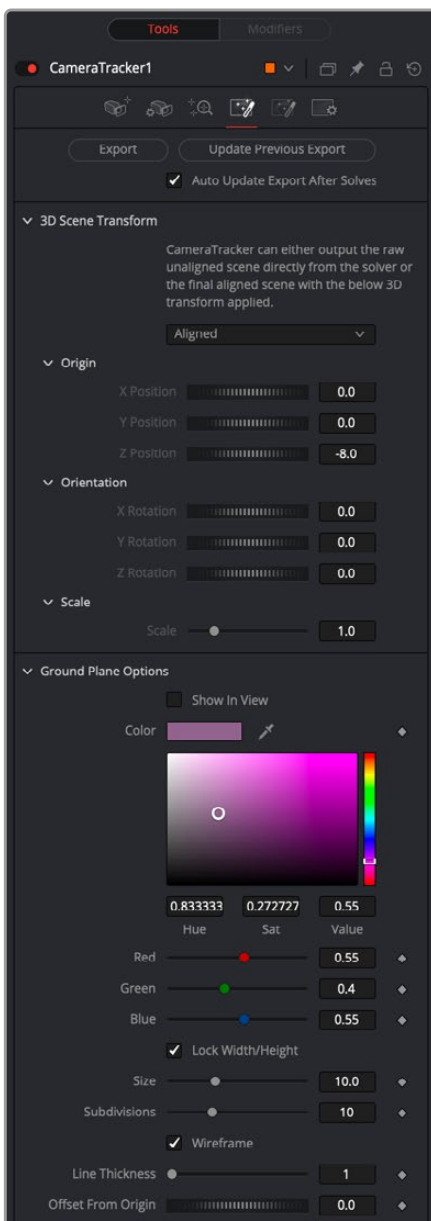 Tools Modifiers
CameraTracker1
Export Update Previous Export
Auto Update Export After Solves
3D Scene Transform
CameraTracker can either output the raw
unaligned scene directly from the solver or
the final aligned scene with the below 3D
transform applied.
Aligned
Origin
X Position 0.0
Y Position 0.0
Z Position -8.0
Orientation
X Rotation 0.0
Y Rotation 0.0
Z Rotation 0.0
Scale
Scale 1.0
Ground Plane Options
Show In View
Color
0.833333 0.272727 0.55
Hue Sat Value
Red 0.55
Green 0.4
Blue 0.55
Lock Width/Height
Size 10.0
Subdivisions 10
Wireframe
Line Thickness 1
Offset From Origin 0.0